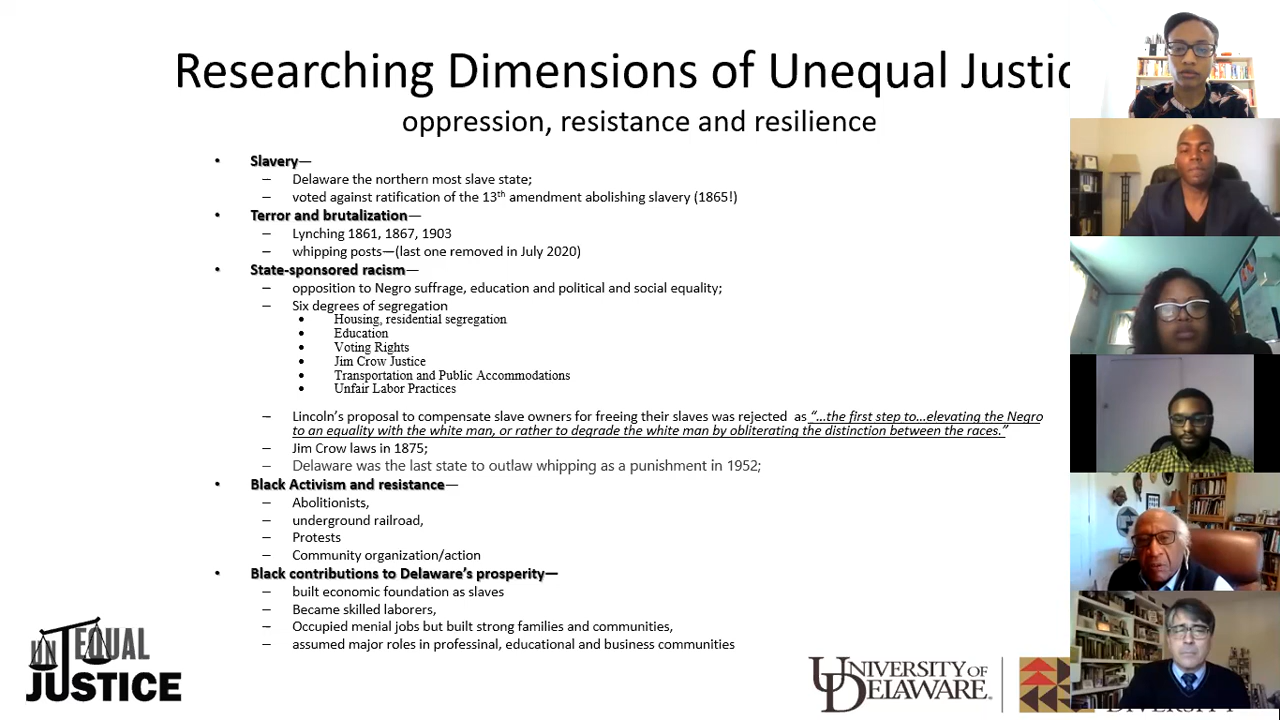 Researching Dimensions of Unequal Justic
oppression, resistance and resilience
• Slavery—
– Delaware the northern most slave state;
– voted against ratification of the 13th amendment abolishing slavery (1865!)
• Terror and brutalization—
– Lynching 1861, 1867, 1903
– whipping posts—(last one removed in July 2020)
• State-sponsored racism—
– opposition to Negro suffrage, education and political and social equality;
– Six degrees of segregation
• Housing, residential segregation
• Education
• Voting Rights
• Jim Crow Justice
• Transportation and Public Accommodations
• Unfair Labor Practices
– Lincoln's proposal to compensate slave owners for freeing their slaves was rejected as "…the first step to…elevating the Negro
to an equality with the white man, or rather to degrade the white man by obliterating the distinction between the races."
– Jim Crow laws in 1875;
– Delaware was the last state to outlaw whipping as a punishment in 1952;
• Black Activism and resistance—
– Abolitionists,
– underground railroad,
– Protests
– Community organization/action
• Black contributions to Delaware's prosperity—
– built economic foundation as slaves
– Became skilled laborers,
– Occupied menial jobs but built strong families and communities,
– assumed major roles in professinal, educational and business communities
UNEQUAL
JUSTICE
UNIVERSITY OF
DELAWARE.